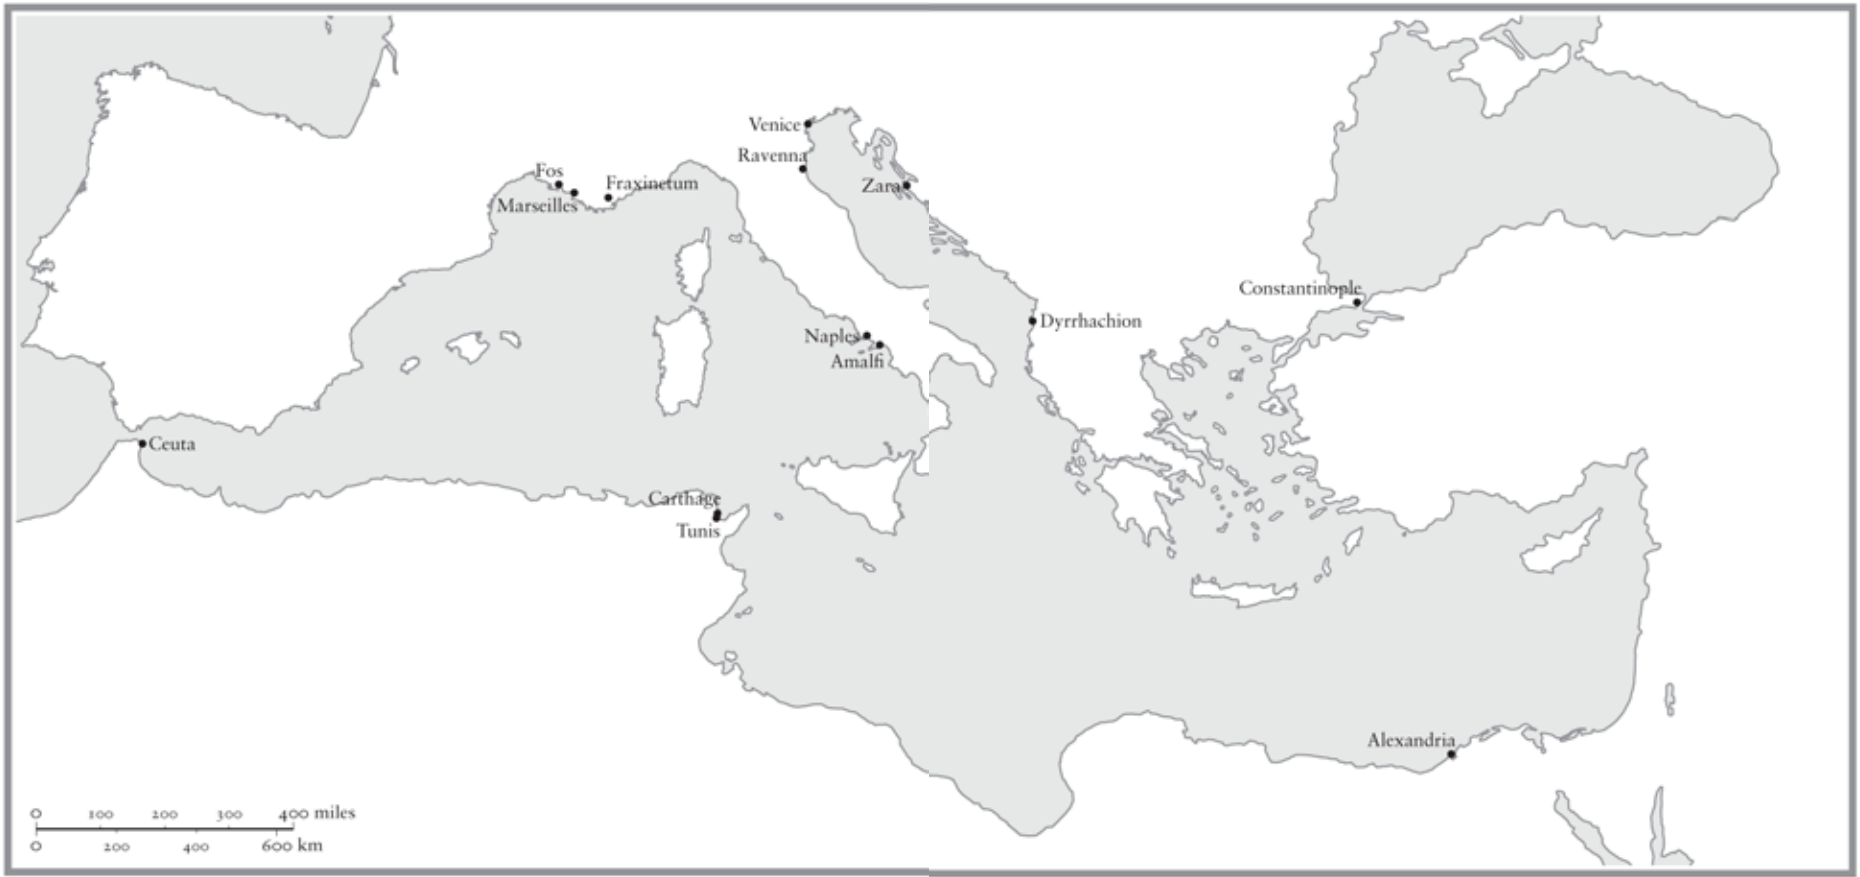 Venice
Ravenna
Fos
Fraxinetum
Zara
Marseilles
Constantinople
Dyrrhachion
Naples
Amalfi
Ceuta
Carthage
Tunis
Alexandria
0 100 200 300 400 miles
0 200 400 600 km